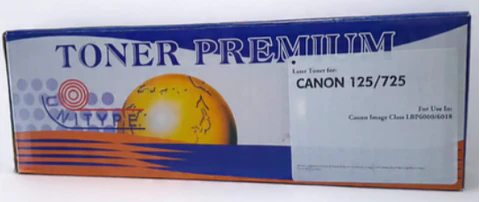 TONER PREMIUM
Laser Toner for:
CANON 125/725
UNITYPE
For Use In:
Canon Image Class LBP6000/6018